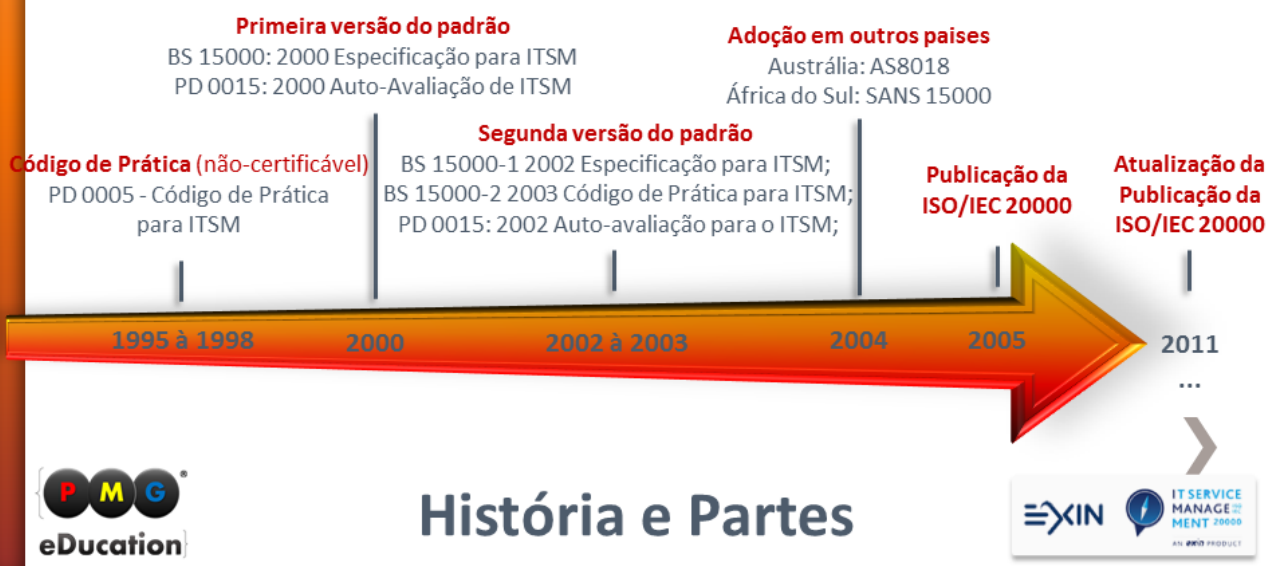 Primeira versão do padrão
BS 15000: 2000 Especificação para ITSM
PD 0015: 2000 Auto-Avaliação de ITSM
Adoção em outros paises
Austrália: AS8018
África do Sul: SANS 15000
Código de Prática (não-certificável)
PD 0005 - Código de Prática
para ITSM
Segunda versão do padrão
BS 15000-1 2002 Especificação para ITSM;
BS 15000-2 2003 Código de Prática para ITSM;
PD 0015: 2002 Auto-avaliação para o ITSM;
Publicação da
ISO/IEC 20000
Atualização da
Publicação da
ISO/IEC 20000
1995 à 1998
2000
2002 à 2003
2004
2005
2011
...
PMG®
eDucation
História e Partes
EXIN
IT SERVICE
MANAGE
MENT 20000
AN exin PRODUCT